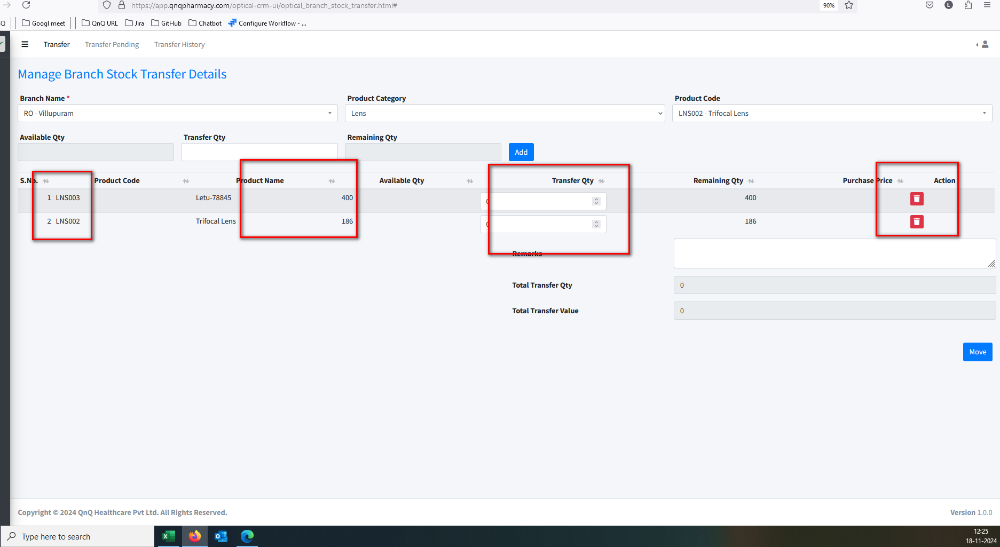 https://app.qnqpharmacy.com/optical-crm-ui/optical_branch_stock_transfer.html# 90% L
Q Googl meet QnQ URL Jira GitHub Chatbot Configure Workflow - ...
Transfer Transfer Pending Transfer History
Manage Branch Stock Transfer Details
Branch Name * Product Category Product Code
RO - Villupuram Lens LNS002 - Trifocal Lens
Available Qty Transfer Qty Remaining Qty
Add
S.No. Product Code Product Name Available Qty Transfer Qty Remaining Qty Purchase Price Action
1 LNS003 Letu-78845 400 0 400
2 LNS002 Trifocal Lens 186 0 186
Remarks
Total Transfer Qty 0
Total Transfer Value 0
Move
Copyright © 2024 QnQ Healthcare Pvt Ltd. All Rights Reserved. Version 1.0.0
Type here to search
12:25
18-11-2024